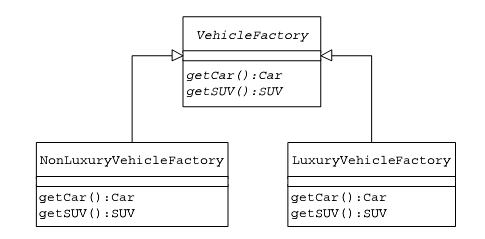 VehicleFactory
getCar():Car
getSUV():SUV
NonLuxuryVehicleFactory
getCar():Car
getSUV():SUV
LuxuryVehicleFactory
getCar():Car
getSUV():SUV